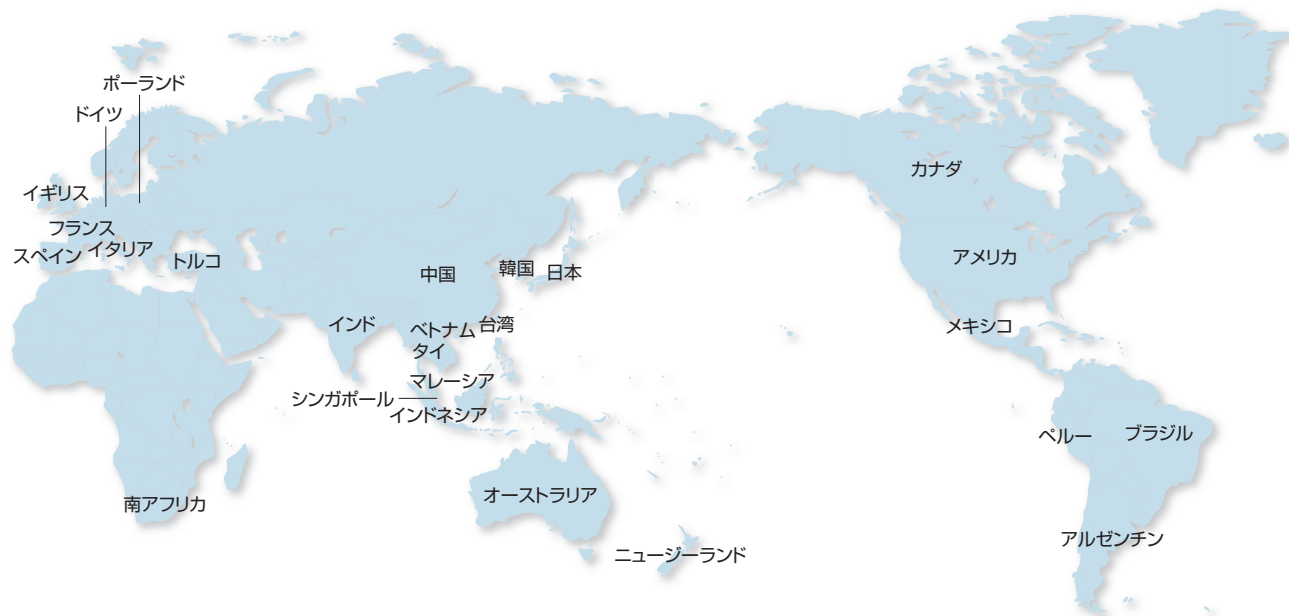 ポーランド
ドイツ
イギリス
フランス
スペイン
イタリア
トルコ
中国
韓国
日本
インド
ベトナム
台湾
タイ
マレーシア
シンガポール
インドネシア
南アフリカ
オーストラリア
ニュージーランド
カナダ
アメリカ
メキシコ
ペルー
ブラジル
アルゼンチン